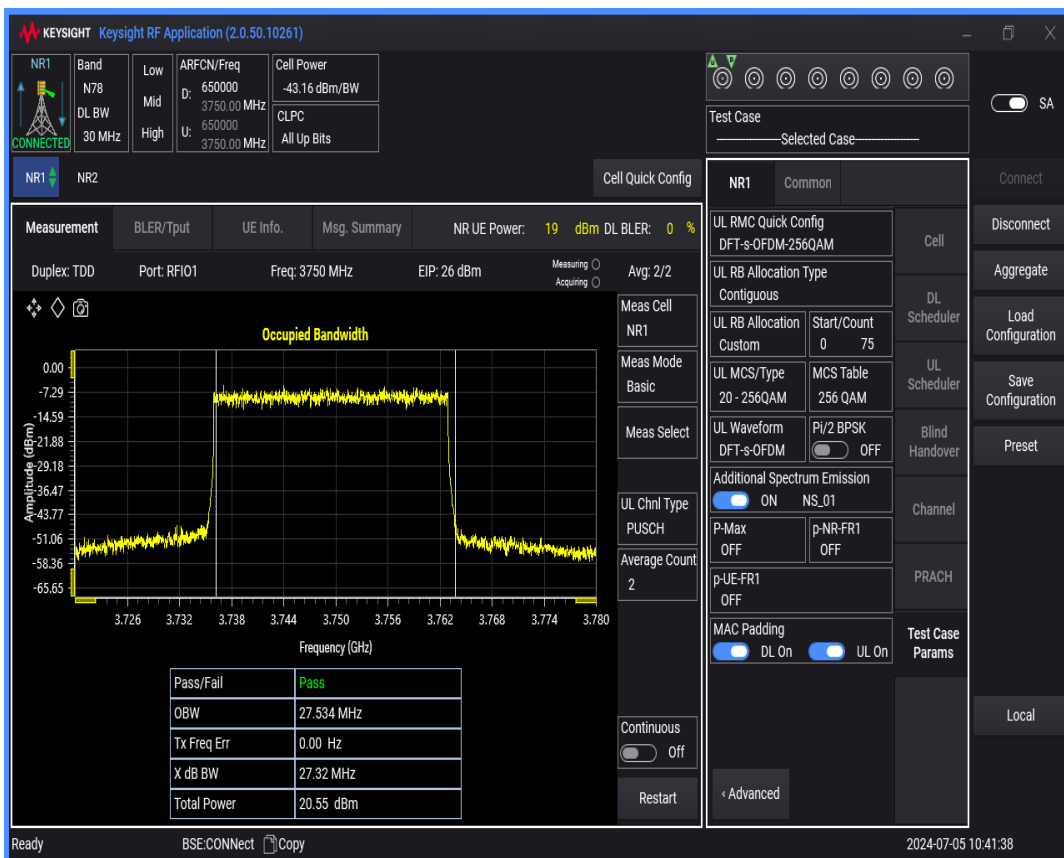 KEYSIGHT Keysight RF Application (2.0.50.10261)
NR1
CONNECTED
Band
N78
DL BW
30 MHz
Low
Mid
High
ARFCN/Freq
D: 650000
3750.00 MHz
U: 650000
3750.00 MHz
Cell Power
-43.16 dBm/BW
CLPC
All Up Bits
Test Case
Selected Case
SA
NR1
NR2
Cell Quick Config
NR1
Common
Connect
Disconnect
Aggregate
Load
Configuration
Save
Configuration
Preset
Local
Measurement
BLER/Tput
UE Info.
Msg. Summary
NR UE Power: 19 dBm DL BLER: 0 %
Duplex: TDD
Port: RFIO1
Freq: 3750 MHz
EIP: 26 dBm
Measuring
Acquiring
Avg: 2/2
Occupied Bandwidth
Amplitude (dBm)
0.00
-7.29
-14.59
-21.88
-29.18
-36.47
-43.77
-51.06
-58.36
-65.65
3.726 3.732 3.738 3.744 3.750 3.756 3.762 3.768 3.774 3.780
Frequency (GHz)
Pass/Fail Pass
OBW 27.534 MHz
Tx Freq Err 0.00 Hz
X dB BW 27.32 MHz
Total Power 20.55 dBm
Meas Cell
NR1
Meas Mode
Basic
Meas Select
UL Chnl Type
PUSCH
Average Count
2
Continuous
Off
Restart
UL RMC Quick Config
DFT-s-OFDM-256QAM
UL RB Allocation Type
Contiguous
UL RB Allocation
Custom
Start/Count
0 75
UL MCS/Type
20 - 256QAM
MCS Table
256 QAM
UL Waveform
DFT-s-OFDM
Pi/2 BPSK
OFF
Additional Spectrum Emission
ON NS_01
P-Max
OFF
p-NR-FR1
OFF
p-UE-FR1
OFF
MAC Padding
DL On UL On
‹ Advanced
Cell
DL
Scheduler
UL
Scheduler
Blind
Handover
Channel
PRACH
Test Case
Params
Ready
BSE:CONNect
Copy
2024-07-05 10:41:38